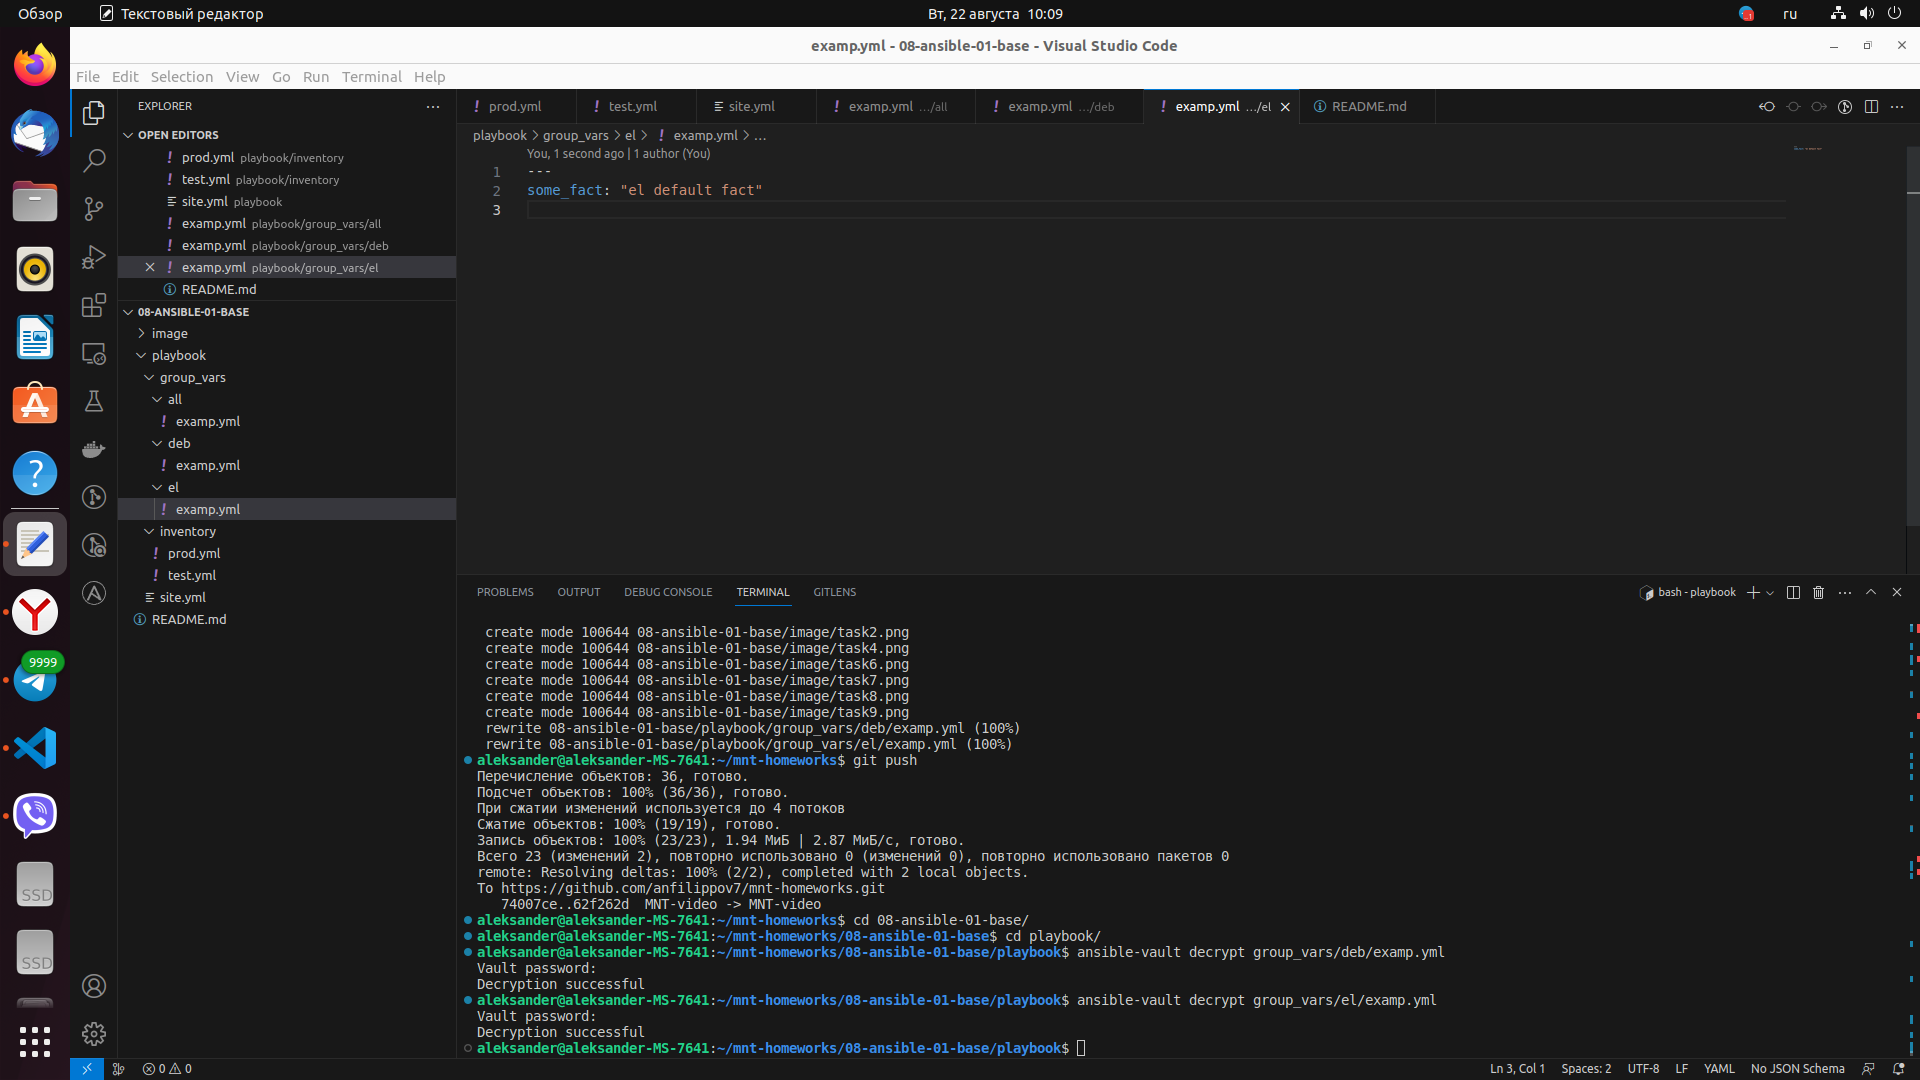 Обзор
Текстовый редактор
Вт, 22 августа 10:09
ru
examp.yml - 08-ansible-01-base - Visual Studio Code
File Edit Selection View Go Run Terminal Help
EXPLORER
OPEN EDITORS
prod.yml playbook/inventory
test.yml playbook/inventory
site.yml playbook
examp.yml playbook/group_vars/all
examp.yml playbook/group_vars/deb
examp.yml playbook/group_vars/el
README.md
08-ANSIBLE-01-BASE
image
playbook
group_vars
all
examp.yml
deb
examp.yml
el
examp.yml
inventory
prod.yml
test.yml
site.yml
README.md
prod.yml test.yml site.yml examp.yml …/all examp.yml …/deb examp.yml …/el README.md
playbook > group_vars > el > ! examp.yml > …
You, 1 second ago | 1 author (You)
1 ---
2 some_fact: "el default fact"
3
PROBLEMS OUTPUT DEBUG CONSOLE TERMINAL GITLENS
bash - playbook
create mode 100644 08-ansible-01-base/image/task2.png
create mode 100644 08-ansible-01-base/image/task4.png
create mode 100644 08-ansible-01-base/image/task6.png
create mode 100644 08-ansible-01-base/image/task7.png
create mode 100644 08-ansible-01-base/image/task8.png
create mode 100644 08-ansible-01-base/image/task9.png
rewrite 08-ansible-01-base/playbook/group_vars/deb/examp.yml (100%)
rewrite 08-ansible-01-base/playbook/group_vars/el/examp.yml (100%)
aleksander@aleksander-MS-7641:~/mnt-homeworks$ git push
Перечисление объектов: 36, готово.
Подсчет объектов: 100% (36/36), готово.
При сжатии изменений используется до 4 потоков
Сжатие объектов: 100% (19/19), готово.
Запись объектов: 100% (23/23), 1.94 МиБ | 2.87 МиБ/с, готово.
Всего 23 (изменений 2), повторно использовано 0 (изменений 0), повторно использовано пакетов 0
remote: Resolving deltas: 100% (2/2), completed with 2 local objects.
To https://github.com/anfilippov7/mnt-homeworks.git
74007ce..62f262d MNT-video -> MNT-video
aleksander@aleksander-MS-7641:~/mnt-homeworks$ cd 08-ansible-01-base/
aleksander@aleksander-MS-7641:~/mnt-homeworks/08-ansible-01-base$ cd playbook/
aleksander@aleksander-MS-7641:~/mnt-homeworks/08-ansible-01-base/playbook$ ansible-vault decrypt group_vars/deb/examp.yml
Vault password:
Decryption successful
aleksander@aleksander-MS-7641:~/mnt-homeworks/08-ansible-01-base/playbook$ ansible-vault decrypt group_vars/el/examp.yml
Vault password:
Decryption successful
aleksander@aleksander-MS-7641:~/mnt-homeworks/08-ansible-01-base/playbook$
9999
SSD
SSD
0 0
Ln 3, Col 1 Spaces: 2 UTF-8 LF YAML No JSON Schema